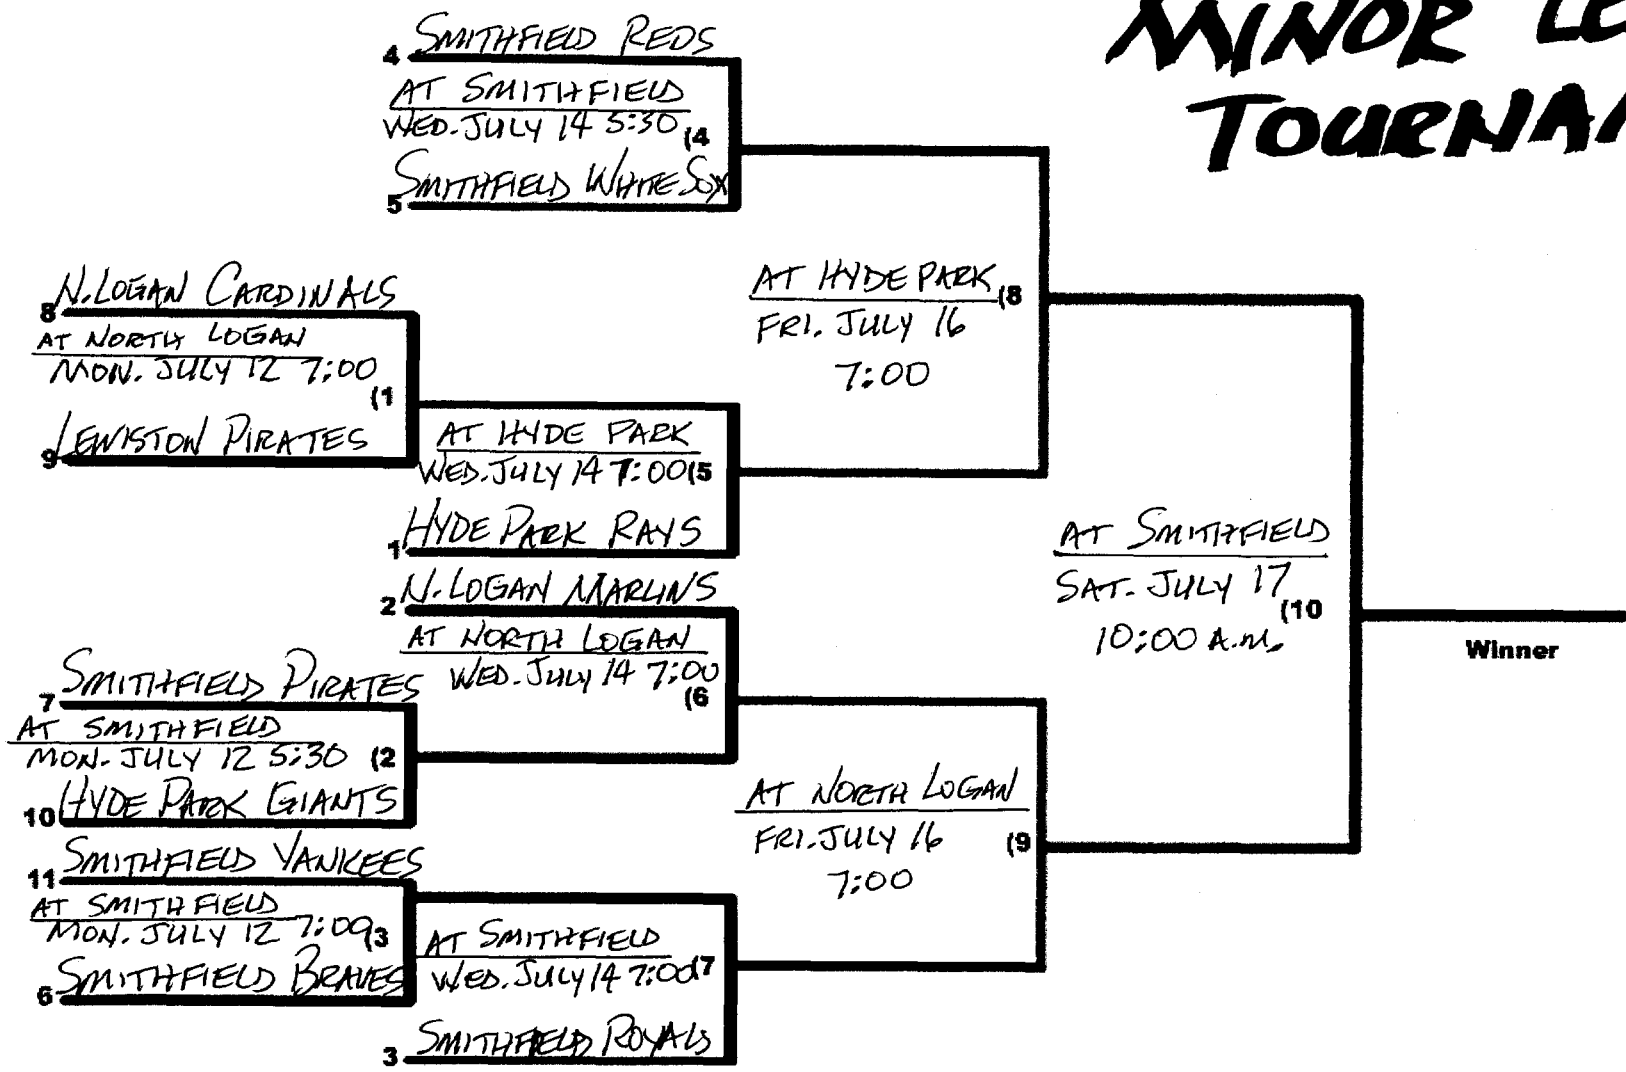 MINOR
TOURNA
4 SMITHFIELD REDS
AT SMITHFIELD
WED. JULY 14 5:30 (4
5 SMITHFIELD WHITE SOX
8 N. LOGAN CARDINALS
AT NORTH LOGAN
MON. JULY 12 7:00
(1
9 LEWISTON PIRATES
AT HYDE PARK
WED. JULY 14 7:00 (5
1 HYDE PARK RAYS
AT HYDE PARK (8
FRI. JULY 16
7:00
2 N. LOGAN MARLINS
AT NORTH LOGAN
WED. JULY 14 7:00
(6
7 SMITHFIELD PIRATES
AT SMITHFIELD
MON. JULY 12 5:30 (2
10 HYDE PARK GIANTS
11 SMITHFIELD YANKEES
AT SMITHFIELD
MON. JULY 12 7:00 (3
6 SMITHFIELD BRAVES
AT SMITHFIELD
WED. JULY 14 7:00 (7
3 SMITHFIELD ROYALS
AT NORTH LOGAN
FRI. JULY 16 (9
7:00
AT SMITHFIELD
SAT. JULY 17
(10
10:00 A.M.
Winner